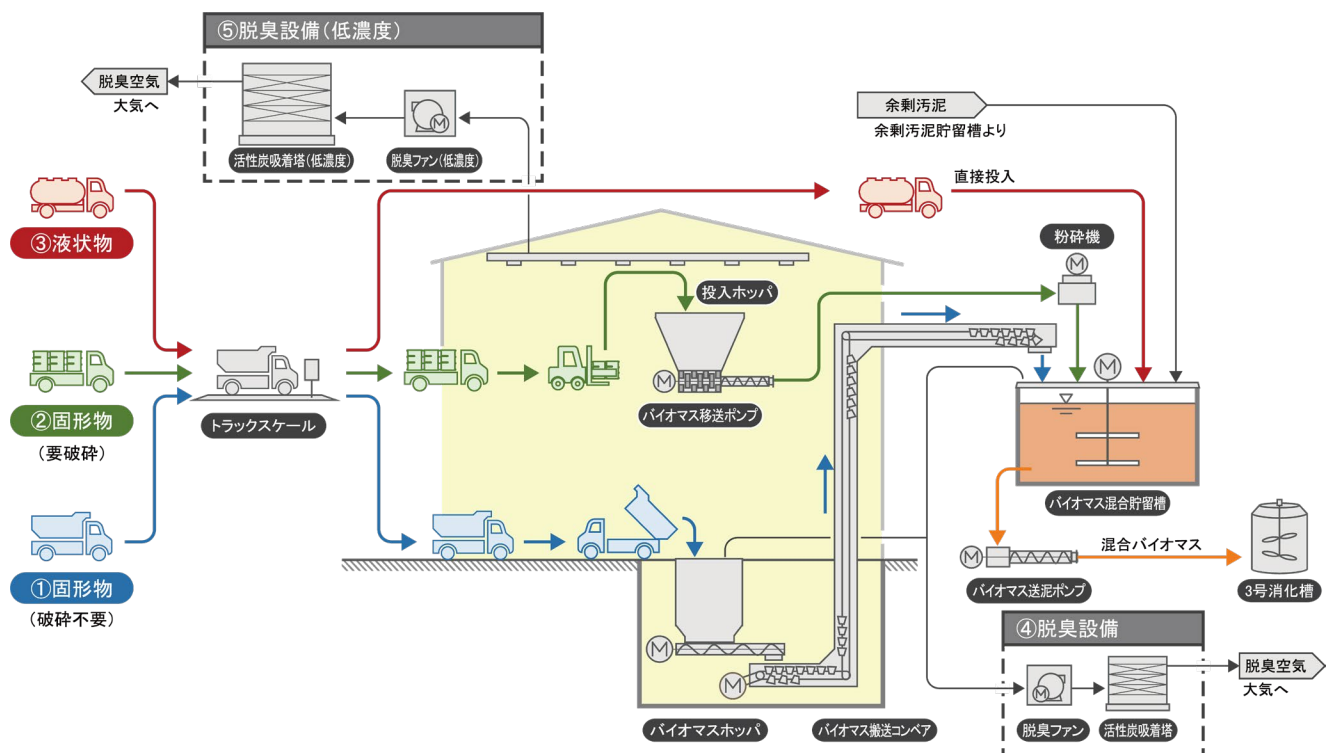 ⑤脱臭設備(低濃度)
脱臭空気
大気へ
活性炭吸着塔(低濃度)
脱臭ファン(低濃度)
M
余剰汚泥
余剰汚泥貯留槽より
③液状物
直接投入
粉砕機
M
投入ホッパ
②固形物
(要破砕)
トラックスケール
M
バイオマス移送ポンプ
M
バイオマス混合貯留槽
①固形物
(破砕不要)
M
混合バイオマス
バイオマス送泥ポンプ
3号消化槽
M
M
バイオマスホッパ
バイオマス搬送コンベア
④脱臭設備
M
脱臭ファン
活性炭吸着塔
脱臭空気
大気へ